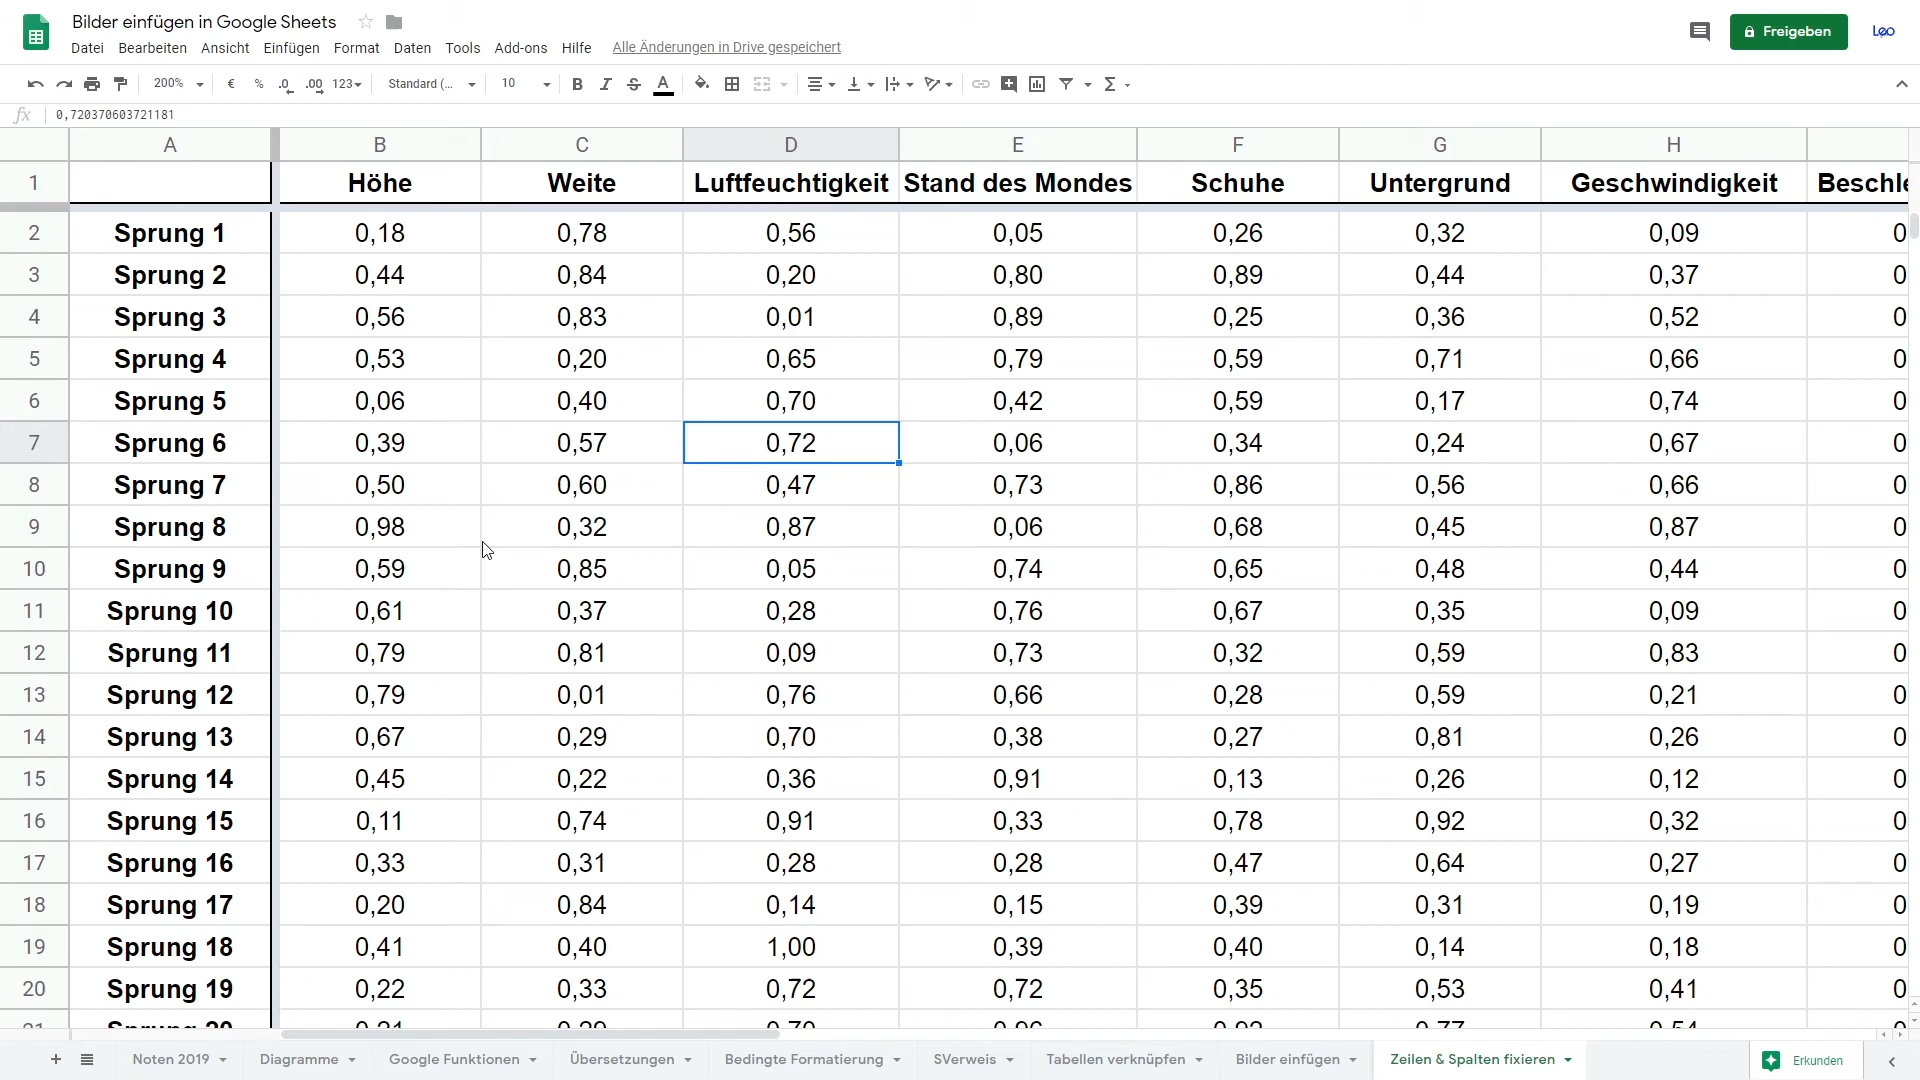 Bilder einfügen in Google Sheets
Datei Bearbeiten Ansicht Einfügen Format Daten Tools Add-ons Hilfe Alle Änderungen in Drive gespeichert
Freigeben
Leo
200% € % .0 .00 123 Standard (... 10 B I S A Σ
fx 0,720370603721181
A B C D E F G H
1 Höhe Weite Luftfeuchtigkeit Stand des Mondes Schuhe Untergrund Geschwindigkeit Beschle
2 Sprung 1 0,18 0,78 0,56 0,05 0,26 0,32 0,09 0
3 Sprung 2 0,44 0,84 0,20 0,80 0,89 0,44 0,37 0
4 Sprung 3 0,56 0,83 0,01 0,89 0,25 0,36 0,52 0
5 Sprung 4 0,53 0,20 0,65 0,79 0,59 0,71 0,66 0
6 Sprung 5 0,06 0,40 0,70 0,42 0,59 0,17 0,74 0
7 Sprung 6 0,39 0,57 0,72 0,06 0,34 0,24 0,67 0
8 Sprung 7 0,50 0,60 0,47 0,73 0,86 0,56 0,66 0
9 Sprung 8 0,98 0,32 0,87 0,06 0,68 0,45 0,87 0
10 Sprung 9 0,59 0,85 0,05 0,74 0,65 0,48 0,44 0
11 Sprung 10 0,61 0,37 0,28 0,76 0,67 0,35 0,09 0
12 Sprung 11 0,79 0,81 0,09 0,73 0,32 0,59 0,83 0
13 Sprung 12 0,79 0,01 0,76 0,66 0,28 0,59 0,21 0
14 Sprung 13 0,67 0,29 0,70 0,38 0,27 0,81 0,26 0
15 Sprung 14 0,45 0,22 0,36 0,91 0,13 0,26 0,12 0
16 Sprung 15 0,11 0,74 0,91 0,33 0,78 0,92 0,32 0
17 Sprung 16 0,33 0,31 0,28 0,28 0,47 0,64 0,27 0
18 Sprung 17 0,20 0,84 0,14 0,15 0,39 0,31 0,19 0
19 Sprung 18 0,41 0,40 1,00 0,39 0,40 0,14 0,18 0
20 Sprung 19 0,22 0,33 0,72 0,72 0,35 0,53 0,41 0
Noten 2019 Diagramme Google Funktionen Übersetzungen Bedingte Formatierung SVerweis Tabellen verknüpfen Bilder einfügen Zeilen & Spalten fixieren Erkunden